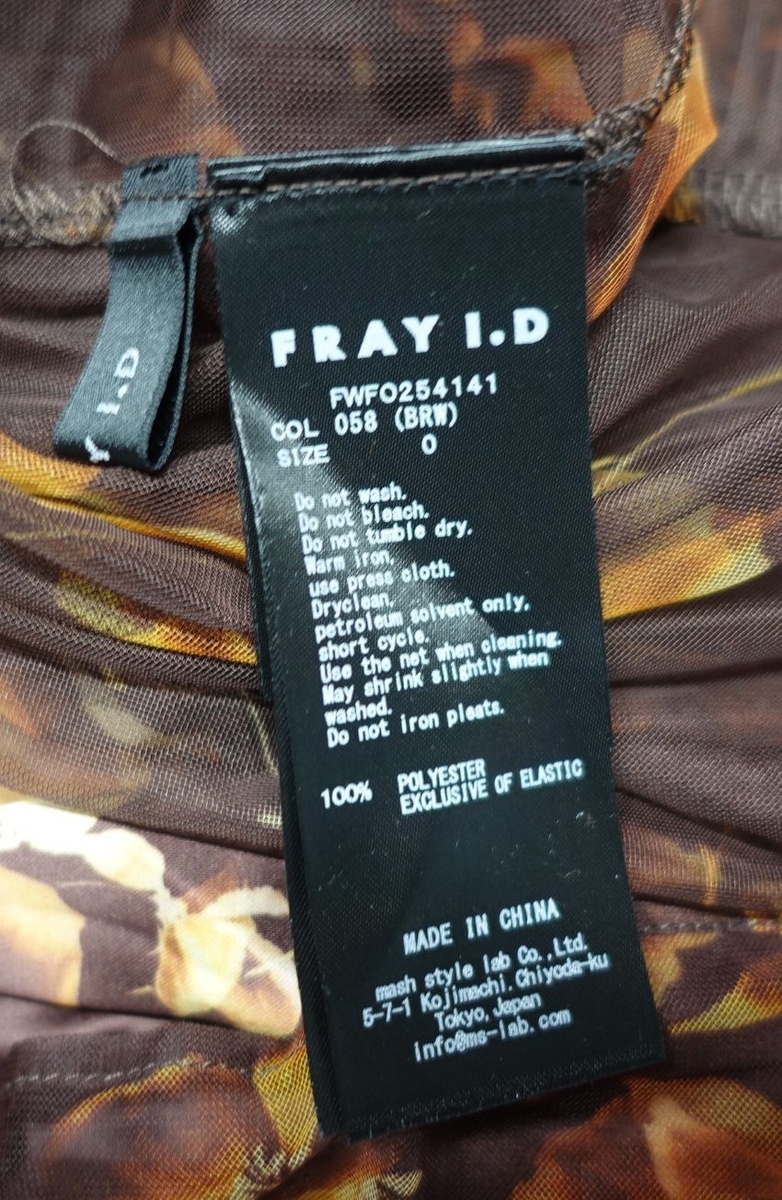 Y I.D
FRAY I.D
FWFO254141
COL 058 (BRW)
SIZE 0
Do not wash.
Do not bleach.
Do not tumble dry.
Warm iron,
use press cloth.
Dryclean,
petroleum solvent only,
short cycle.
Use the net when cleaning.
May shrink slightly when
washed.
Do not iron pleats.
100% POLYESTER
EXCLUSIVE OF ELASTIC
MADE IN CHINA
mash style lab Co.,Ltd.
5-7-1 Kojimachi.Chiyoda-ku
Tokyo,Japan
info@ms-lab.com